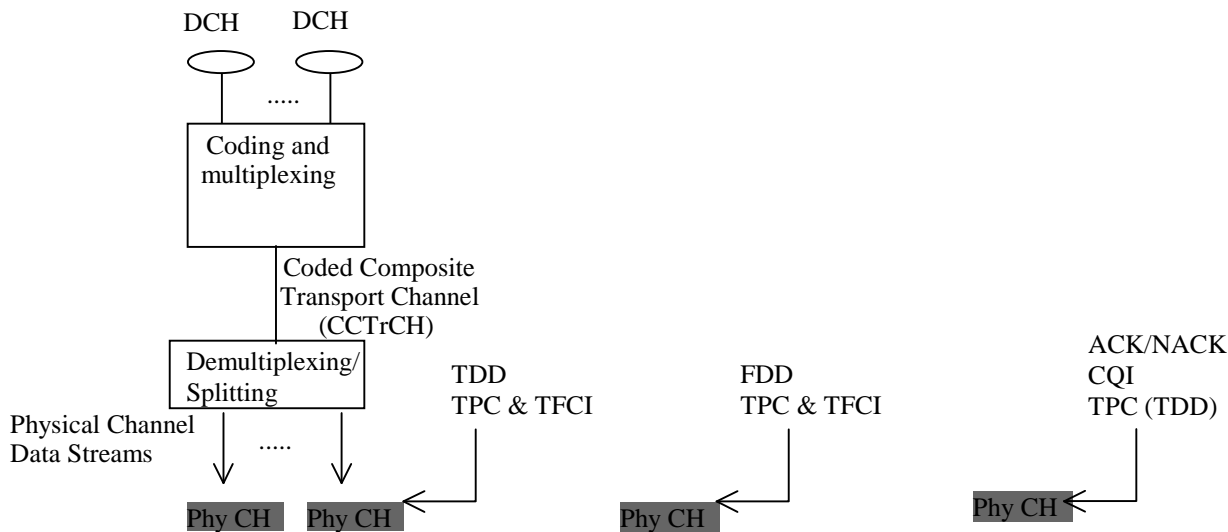 DCH DCH
.....
Coding and
multiplexing
Coded Composite
Transport Channel
(CCTrCH)
Demultiplexing/
Splitting
Physical Channel
Data Streams
.....
TDD
TPC & TFCI
FDD
TPC & TFCI
ACK/NACK
CQI
TPC (TDD)
Phy CH Phy CH Phy CH Phy CH